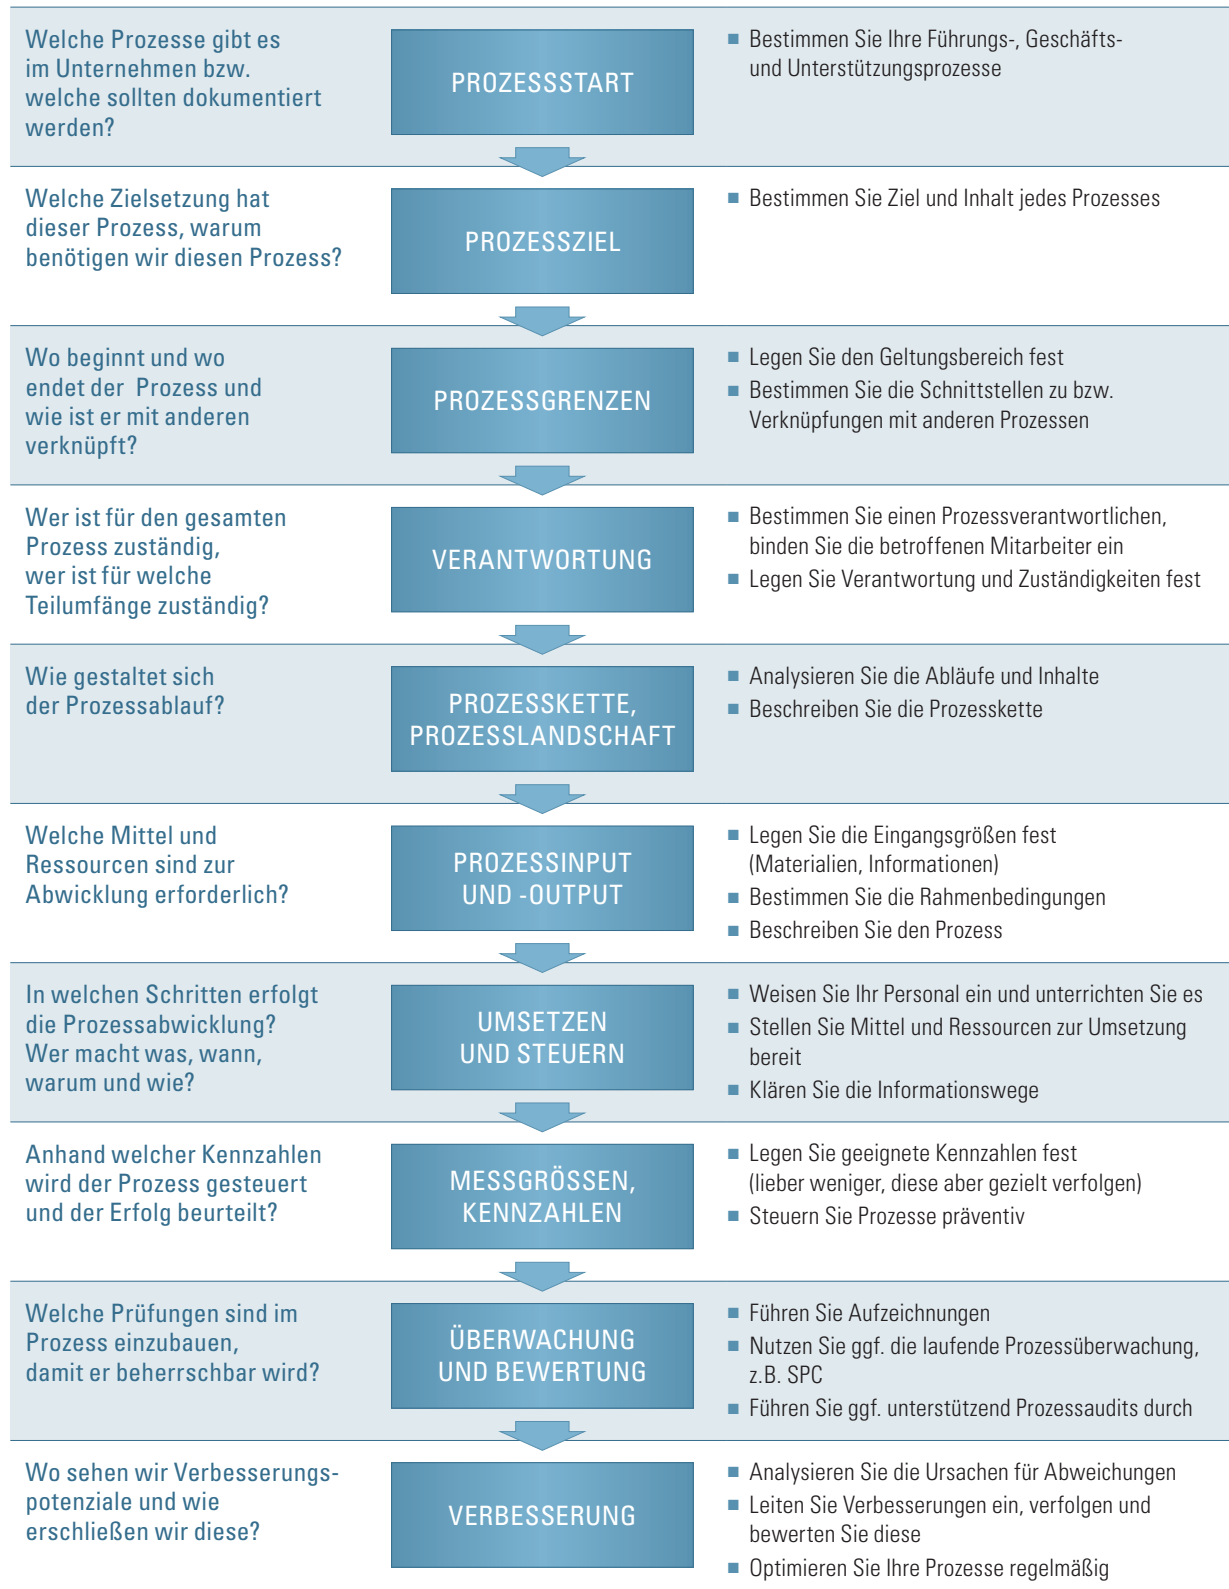 Welche Prozesse gibt es
im Unternehmen bzw.
welche sollten dokumentiert
werden?
PROZESSSTART
■ Bestimmen Sie Ihre Führungs-, Geschäfts-
und Unterstützungsprozesse
Welche Zielsetzung hat
dieser Prozess, warum
benötigen wir diesen Prozess?
PROZESSZIEL
■ Bestimmen Sie Ziel und Inhalt jedes Prozesses
Wo beginnt und wo
endet der Prozess und
wie ist er mit anderen
verknüpft?
PROZESSGRENZEN
■ Legen Sie den Geltungsbereich fest
■ Bestimmen Sie die Schnittstellen zu bzw.
Verknüpfungen mit anderen Prozessen
Wer ist für den gesamten
Prozess zuständig,
wer ist für welche
Teilumfänge zuständig?
VERANTWORTUNG
■ Bestimmen Sie einen Prozessverantwortlichen,
binden Sie die betroffenen Mitarbeiter ein
■ Legen Sie Verantwortung und Zuständigkeiten fest
Wie gestaltet sich
der Prozessablauf?
PROZESSKETTE,
PROZESSLANDSCHAFT
■ Analysieren Sie die Abläufe und Inhalte
■ Beschreiben Sie die Prozesskette
Welche Mittel und
Ressourcen sind zur
Abwicklung erforderlich?
PROZESSINPUT
UND -OUTPUT
■ Legen Sie die Eingangsgrößen fest
(Materialien, Informationen)
■ Bestimmen Sie die Rahmenbedingungen
■ Beschreiben Sie den Prozess
In welchen Schritten erfolgt
die Prozessabwicklung?
Wer macht was, wann,
warum und wie?
UMSETZEN
UND STEUERN
■ Weisen Sie Ihr Personal ein und unterrichten Sie es
■ Stellen Sie Mittel und Ressourcen zur Umsetzung
bereit
■ Klären Sie die Informationswege
Anhand welcher Kennzahlen
wird der Prozess gesteuert
und der Erfolg beurteilt?
MESSGRÖSSEN,
KENNZAHLEN
■ Legen Sie geeignete Kennzahlen fest
(lieber weniger, diese aber gezielt verfolgen)
■ Steuern Sie Prozesse präventiv
Welche Prüfungen sind im
Prozess einzubauen,
damit er beherrschbar wird?
ÜBERWACHUNG
UND BEWERTUNG
■ Führen Sie Aufzeichnungen
■ Nutzen Sie ggf. die laufende Prozessüberwachung,
z.B. SPC
■ Führen Sie ggf. unterstützend Prozessaudits durch
Wo sehen wir Verbesserungs-
potenziale und wie
erschließen wir diese?
VERBESSERUNG
■ Analysieren Sie die Ursachen für Abweichungen
■ Leiten Sie Verbesserungen ein, verfolgen und
bewerten Sie diese
■ Optimieren Sie Ihre Prozesse regelmäßig